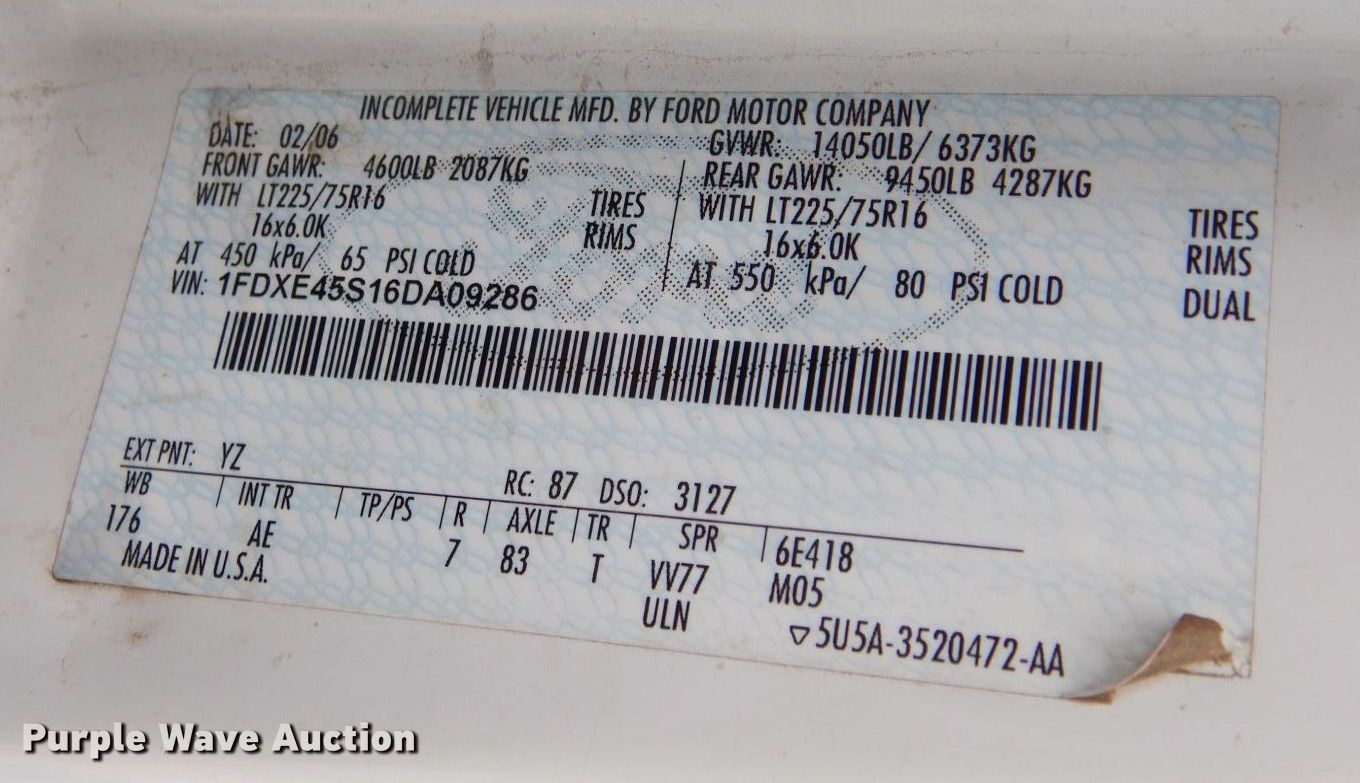 INCOMPLETE VEHICLE MFD. BY FORD MOTOR COMPANY
DATE: 02/06 GVWR: 14050LB/ 6373KG
FRONT GAWR: 4600LB 2087KG REAR GAWR: 9450LB 4287KG
WITH LT225/75R16 TIRES WITH LT225/75R16 TIRES
16x6.0K RIMS 16x6.0K RIMS
AT 450 kPa/ 65 PSI COLD AT 550 kPa/ 80 PSI COLD DUAL
VIN: 1FDXE45S16DA09286
EXT PNT: YZ RC: 87 DSO: 3127
WB INT TR TP/PS R AXLE TR SPR 6E418
176 AE 7 83 T VV77 M05
MADE IN U.S.A. ULN ▽5U5A-3520472-AA
Purple Wave Auction